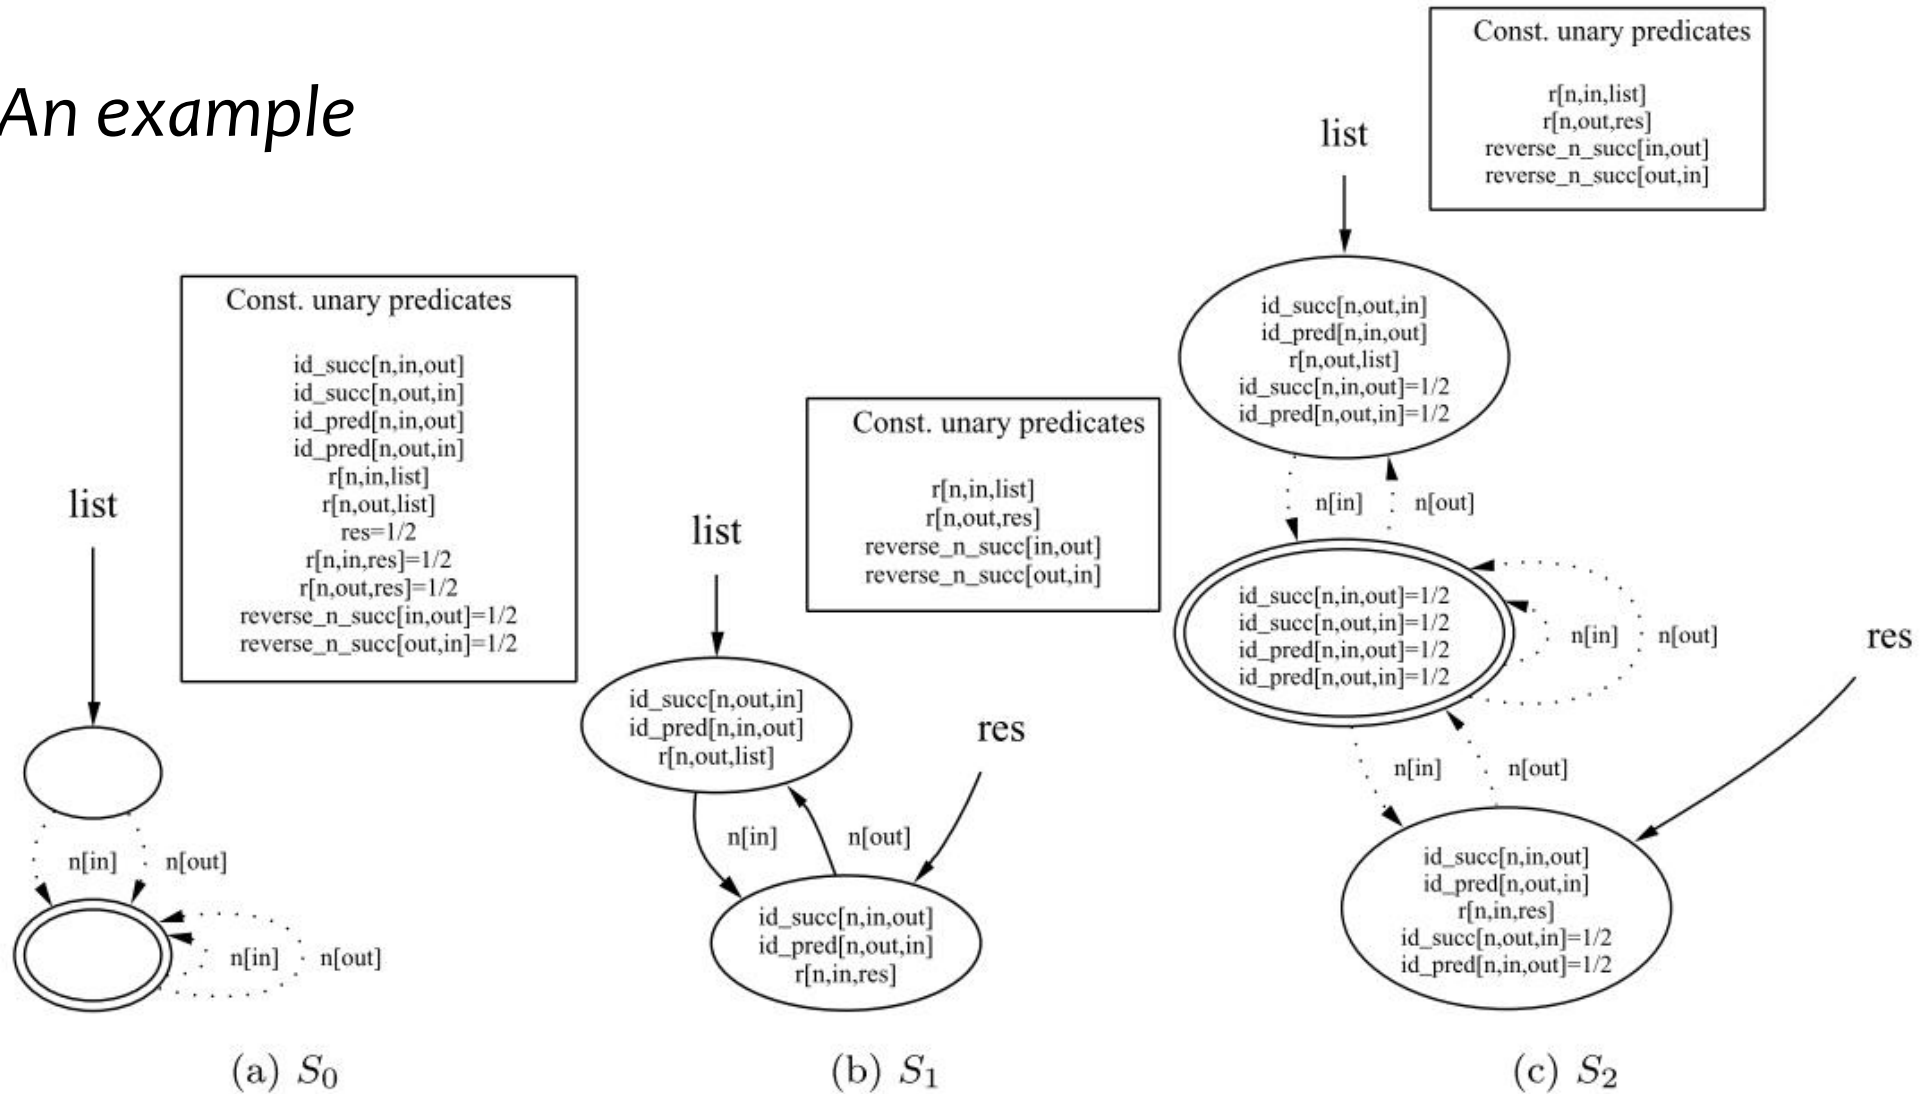 An example
list
Const. unary predicates
id_succ[n,in,out]
id_succ[n,out,in]
id_pred[n,in,out]
id_pred[n,out,in]
r[n,in,list]
r[n,out,list]
res=1/2
r[n,in,res]=1/2
r[n,out,res]=1/2
reverse_n_succ[in,out]=1/2
reverse_n_succ[out,in]=1/2
n[in]
n[out]
n[in]
n[out]
(a) S0
list
Const. unary predicates
r[n,in,list]
r[n,out,res]
reverse_n_succ[in,out]
reverse_n_succ[out,in]
id_succ[n,out,in]
id_pred[n,in,out]
r[n,out,list]
res
n[in]
n[out]
id_succ[n,in,out]
id_pred[n,out,in]
r[n,in,res]
(b) S1
Const. unary predicates
r[n,in,list]
r[n,out,res]
reverse_n_succ[in,out]
reverse_n_succ[out,in]
list
id_succ[n,out,in]
id_pred[n,in,out]
r[n,out,list]
id_succ[n,in,out]=1/2
id_pred[n,out,in]=1/2
n[in]
n[out]
id_succ[n,in,out]=1/2
id_succ[n,out,in]=1/2
id_pred[n,in,out]=1/2
id_pred[n,out,in]=1/2
n[in]
n[out]
res
n[in]
n[out]
id_succ[n,in,out]
id_pred[n,out,in]
r[n,in,res]
id_succ[n,out,in]=1/2
id_pred[n,in,out]=1/2
(c) S2